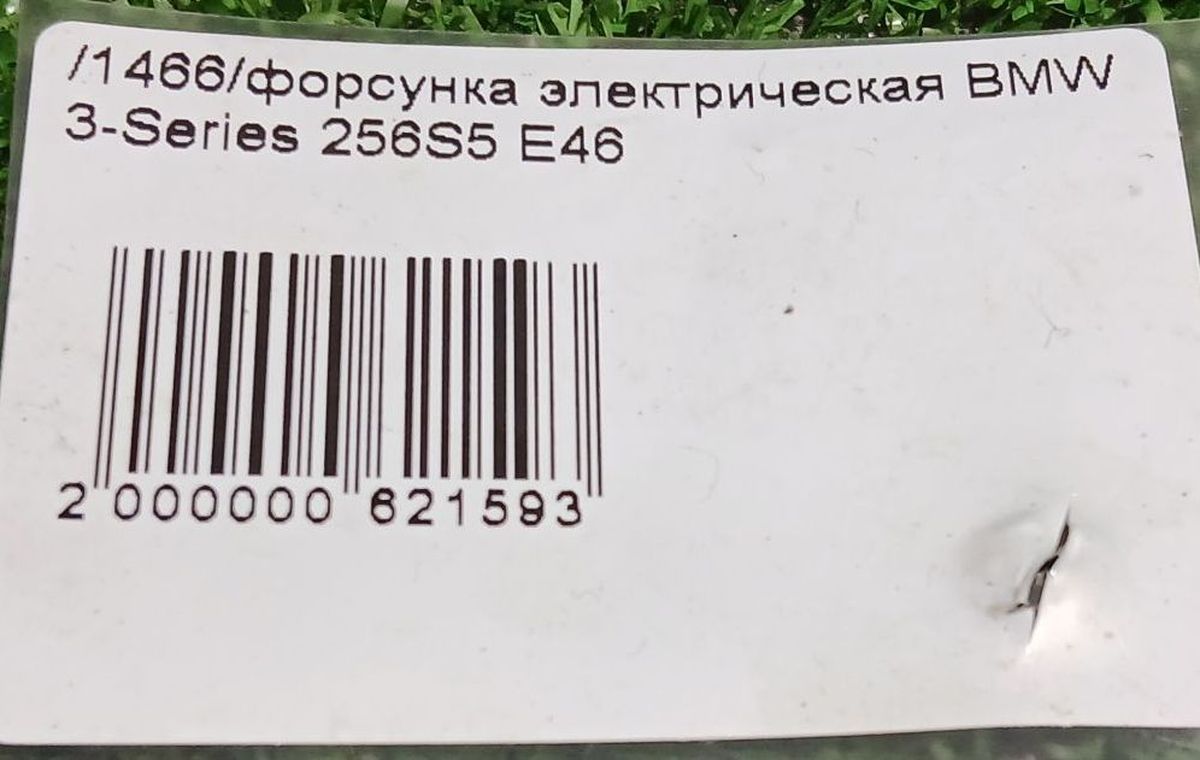 /1466/форсунка электрическая BMW
3-Series 256S5 E46
2 000000 621593